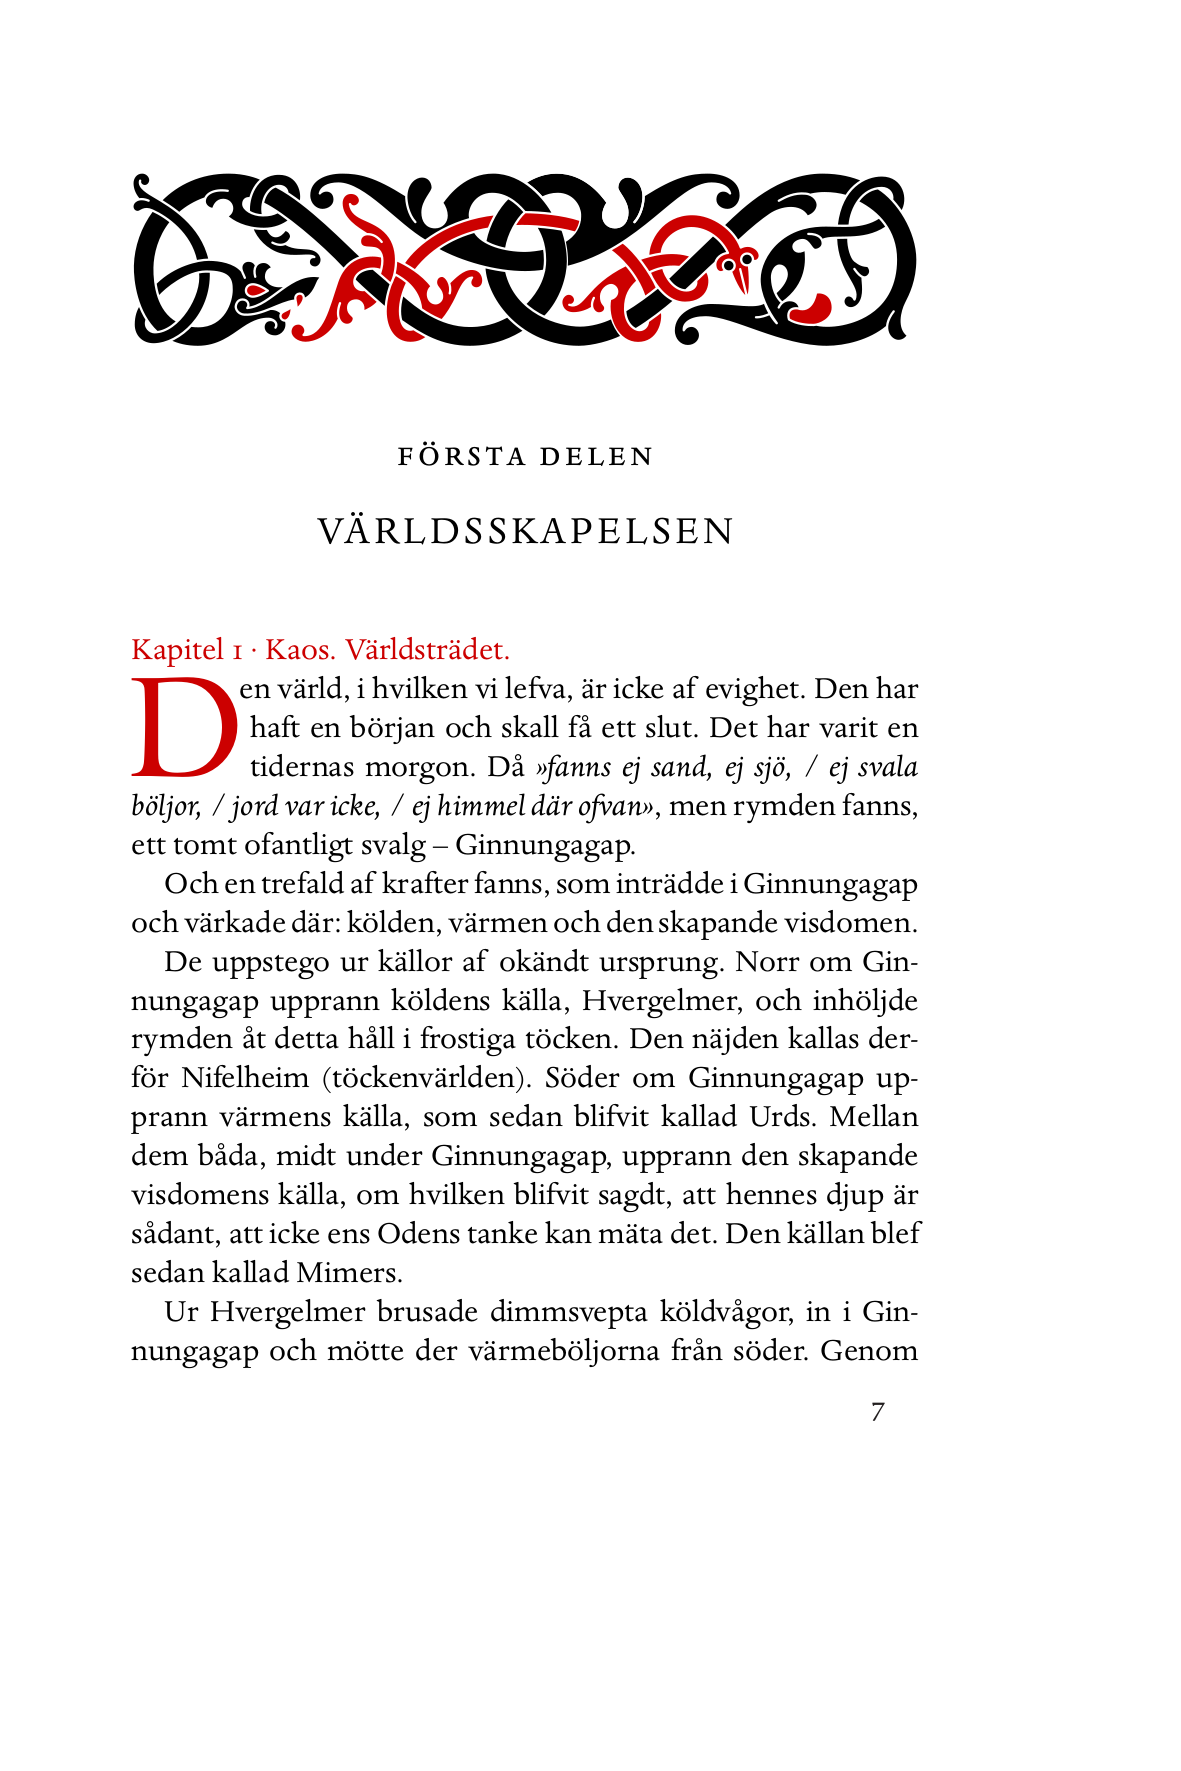 FÖRSTA DELEN
VÄRLDSSKAPELSEN
Kapitel 1 · Kaos. Världsträdet.
Den värld, i hvilken vi lefva, är icke af evighet. Den har
haft en början och skall få ett slut. Det har varit en
tidernas morgon. Då »fanns ej sand, ej sjö, / ej svala
böljor, / jord var icke, / ej himmel där ofvan», men rymden fanns,
ett tomt ofantligt svalg – Ginnungagap.
Och en trefald af krafter fanns, som inträdde i Ginnungagap
och värkade där: kölden, värmen och den skapande visdomen.
De uppstego ur källor af okändt ursprung. Norr om Gin-
nungagap upprann köldens källa, Hvergelmer, och inhöljde
rymden åt detta håll i frostiga töcken. Den näjden kallas der-
för Nifelheim (töckenvärlden). Söder om Ginnungagap up-
prann värmens källa, som sedan blifvit kallad Urds. Mellan
dem båda, midt under Ginnungagap, upprann den skapande
visdomens källa, om hvilken blifvit sagdt, att hennes djup är
sådant, att icke ens Odens tanke kan mäta det. Den källan blef
sedan kallad Mimers.
Ur Hvergelmer brusade dimmsvepta köldvågor, in i Gin-
nungagap och mötte der värmeböljorna från söder. Genom
7